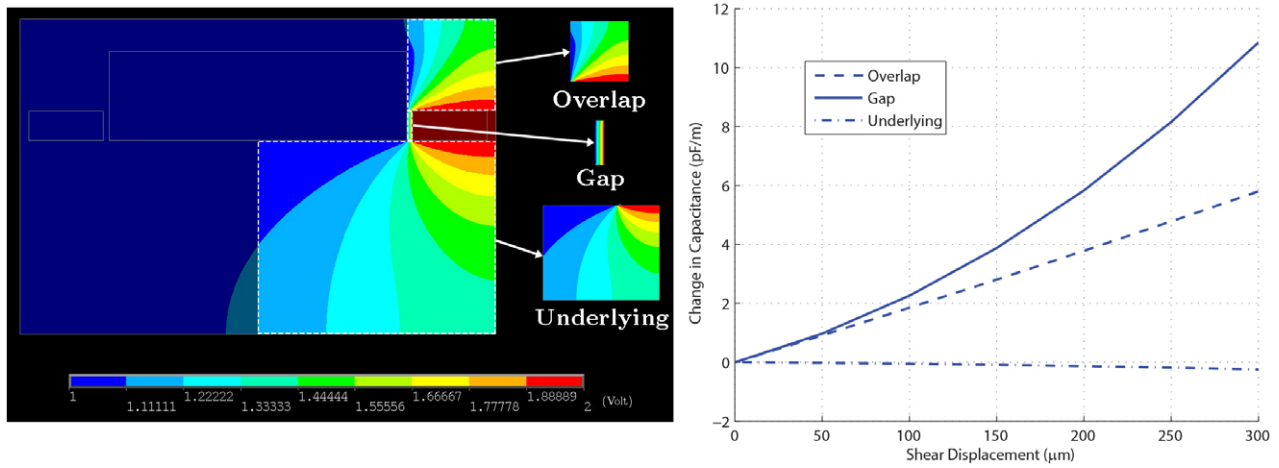 Overlap
Gap
Underlying
1
1.11111
1.22222
1.33333
1.44444
1.55556
1.66667
1.77778
1.88889
2
(Volt)
12
10
8
6
4
2
0
−2
Change in Capacitance (pF/m)
Overlap
Gap
Underlying
0
50
100
150
200
250
300
Shear Displacement (μm)